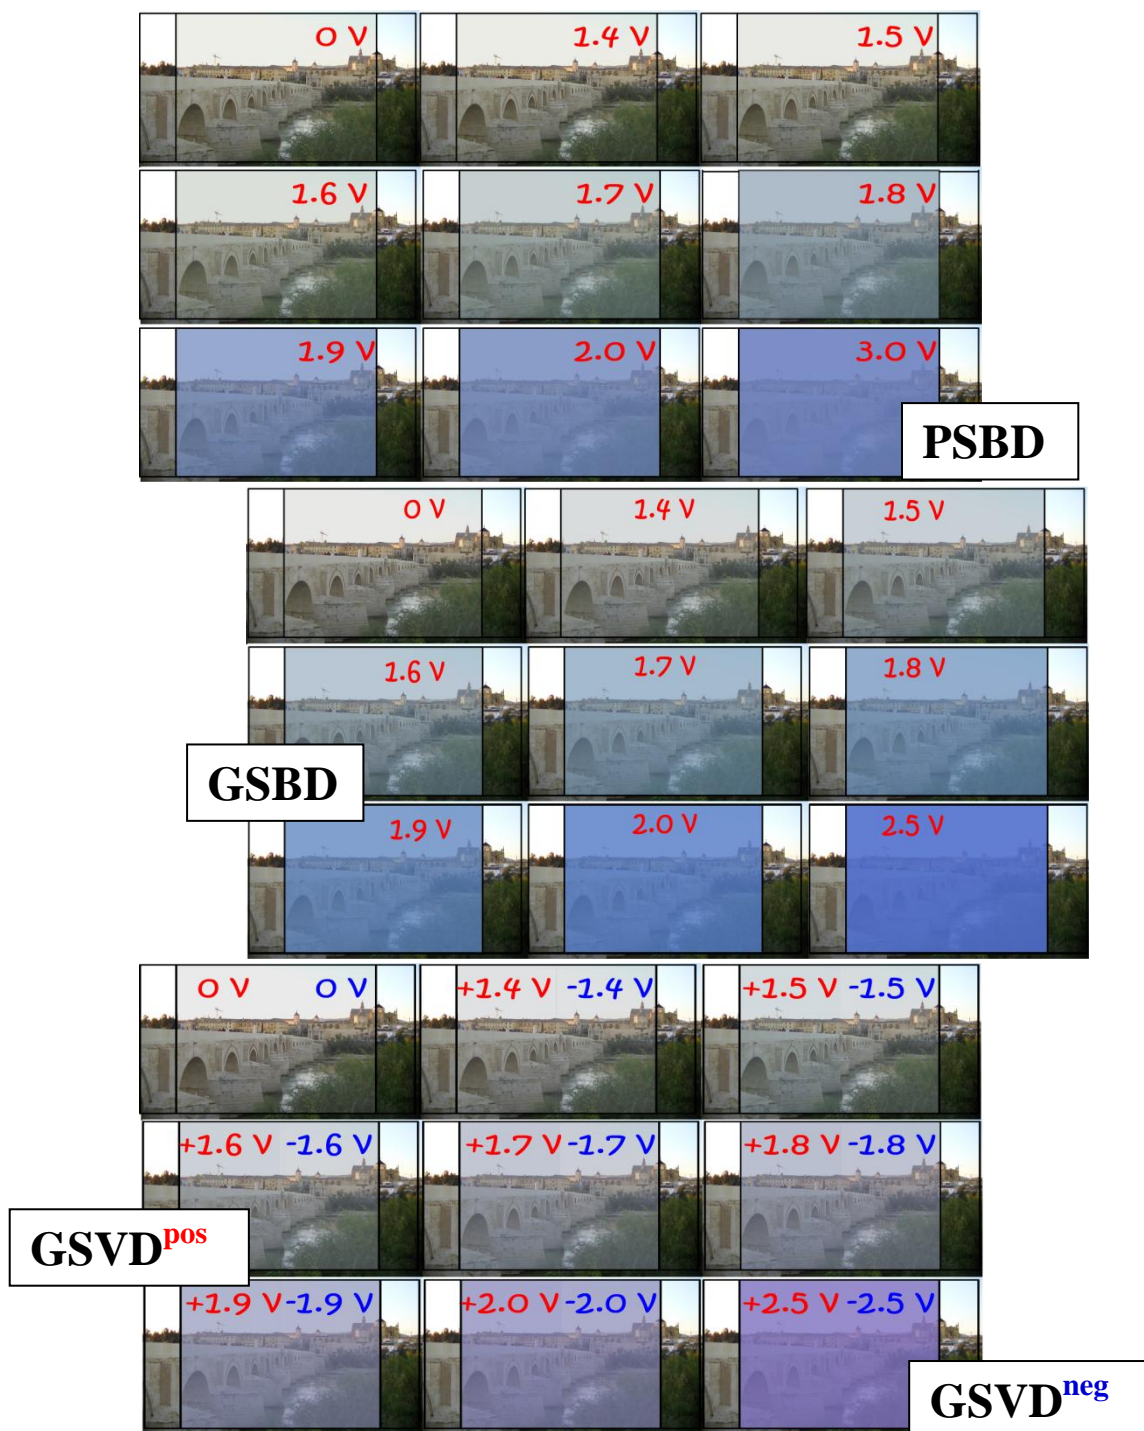 0 V 1.4 V 1.5 V
1.6 V 1.7 V 1.8 V
1.9 V 2.0 V 3.0 V
PSBD
0 V 1.4 V 1.5 V
1.6 V 1.7 V 1.8 V
GSBD
1.9 V 2.0 V 2.5 V
0 V 0 V +1.4 V -1.4 V +1.5 V -1.5 V
+1.6 V -1.6 V +1.7 V -1.7 V +1.8 V -1.8 V
GSVDpos
+1.9 V -1.9 V +2.0 V -2.0 V +2.5 V -2.5 V
GSVDneg